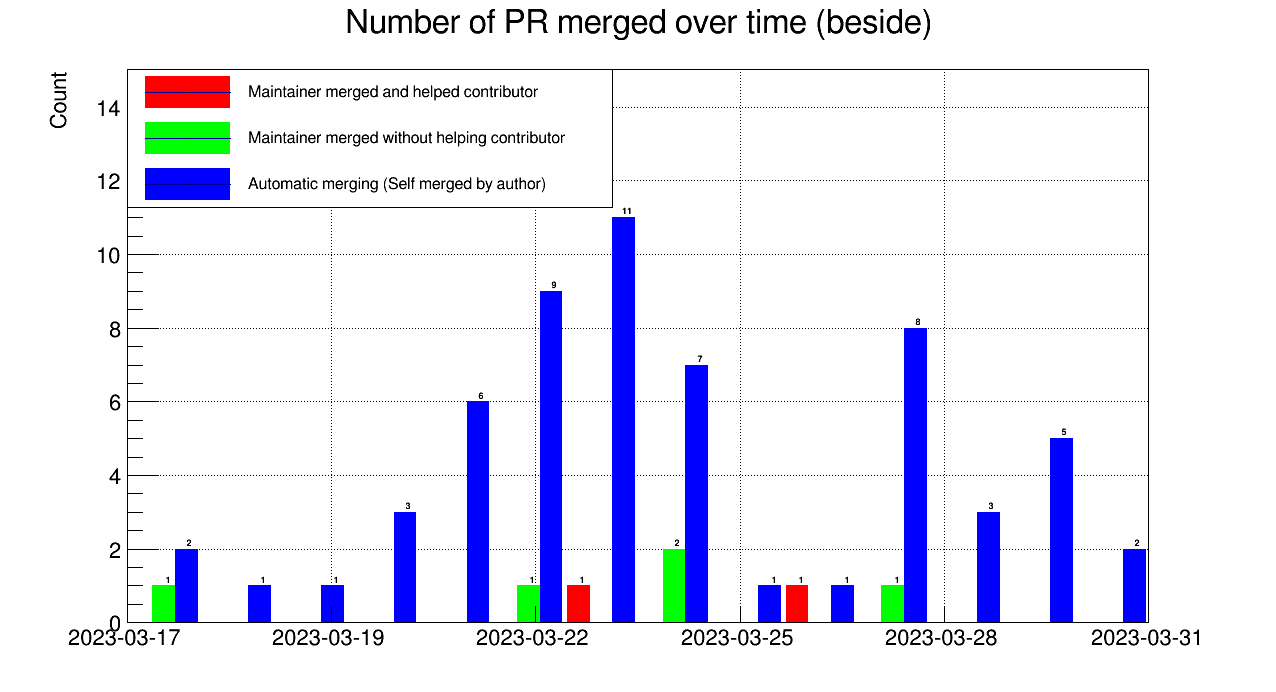 Number of PR merged over time (beside)
Count
Maintainer merged and helped contributor
Maintainer merged without helping contributor
Automatic merging (Self merged by author)
14
12
10
8
6
4
2
0
1 2 1 1 3 6 1 9 1 11 2 7 1 1 1 1 8 3 5 2
2023-03-17 2023-03-19 2023-03-22 2023-03-25 2023-03-28 2023-03-31